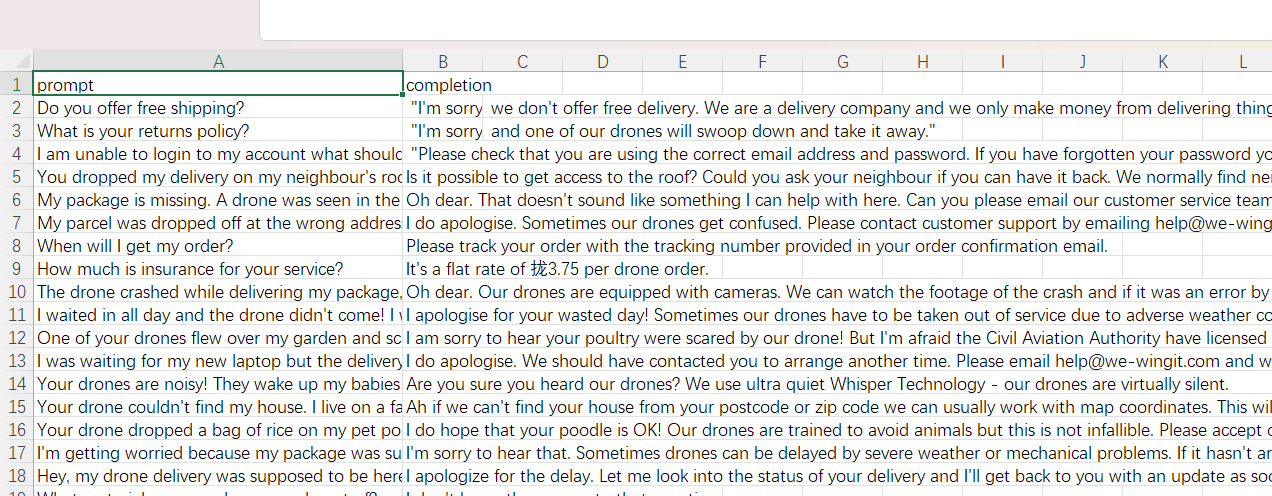 A B C D E F G H I J K L
1 prompt completion
2 Do you offer free shipping? "I'm sorry we don't offer free delivery. We are a delivery company and we only make money from delivering thing
3 What is your returns policy? "I'm sorry and one of our drones will swoop down and take it away."
4 I am unable to login to my account what should "Please check that you are using the correct email address and password. If you have forgotten your password yo
5 You dropped my delivery on my neighbour's roo Is it possible to get access to the roof? Could you ask your neighbour if you can have it back. We normally find nei
6 My package is missing. A drone was seen in the Oh dear. That doesn't sound like something I can help with here. Can you please email our customer service team
7 My parcel was dropped off at the wrong addres I do apologise. Sometimes our drones get confused. Please contact customer support by emailing help@we-wing
8 When will I get my order? Please track your order with the tracking number provided in your order confirmation email.
9 How much is insurance for your service? It's a flat rate of 拢3.75 per drone order.
10 The drone crashed while delivering my package, Oh dear. Our drones are equipped with cameras. We can watch the footage of the crash and if it was an error by
11 I waited in all day and the drone didn't come! I w I apologise for your wasted day! Sometimes our drones have to be taken out of service due to adverse weather co
12 One of your drones flew over my garden and sc I am sorry to hear your poultry were scared by our drone! But I'm afraid the Civil Aviation Authority have licensed
13 I was waiting for my new laptop but the delivery I do apologise. We should have contacted you to arrange another time. Please email help@we-wingit.com and w
14 Your drones are noisy! They wake up my babies Are you sure you heard our drones? We use ultra quiet Whisper Technology - our drones are virtually silent.
15 Your drone couldn't find my house. I live on a fa Ah if we can't find your house from your postcode or zip code we can usually work with map coordinates. This wil
16 Your drone dropped a bag of rice on my pet po I do hope that your poodle is OK! Our drones are trained to avoid animals but this is not infallible. Please accept o
17 I'm getting worried because my package was su I'm sorry to hear that. Sometimes drones can be delayed by severe weather or mechanical problems. If it hasn't ar
18 Hey, my drone delivery was supposed to be here I apologize for the delay. Let me look into the status of your delivery and I'll get back to you with an update as soo